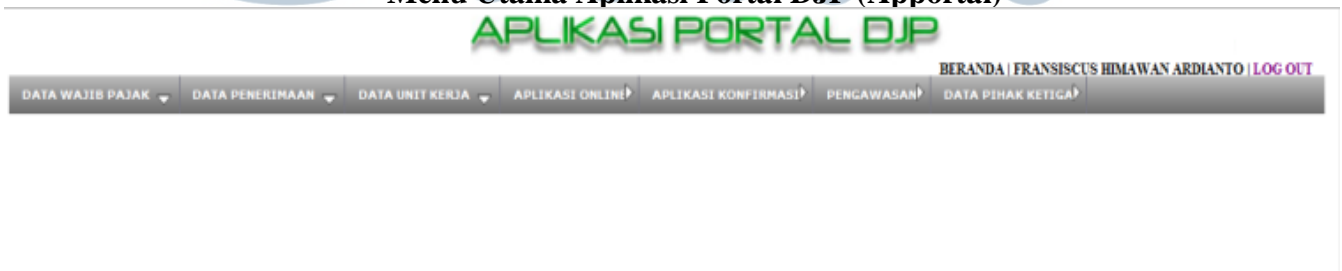 Menu Utama Aplikasi Portal DJP (Apportal)
APLIKASI PORTAL DJP
BERANDA | FRANSISCUS HIMAWAN ARDIANTO | LOG OUT
DATA WAJIB PAJAK DATA PENERIMAAN DATA UNIT KERJA APLIKASI ONLINE APLIKASI KONFIRMASI PENGAWASAN DATA PIHAK KETIGA